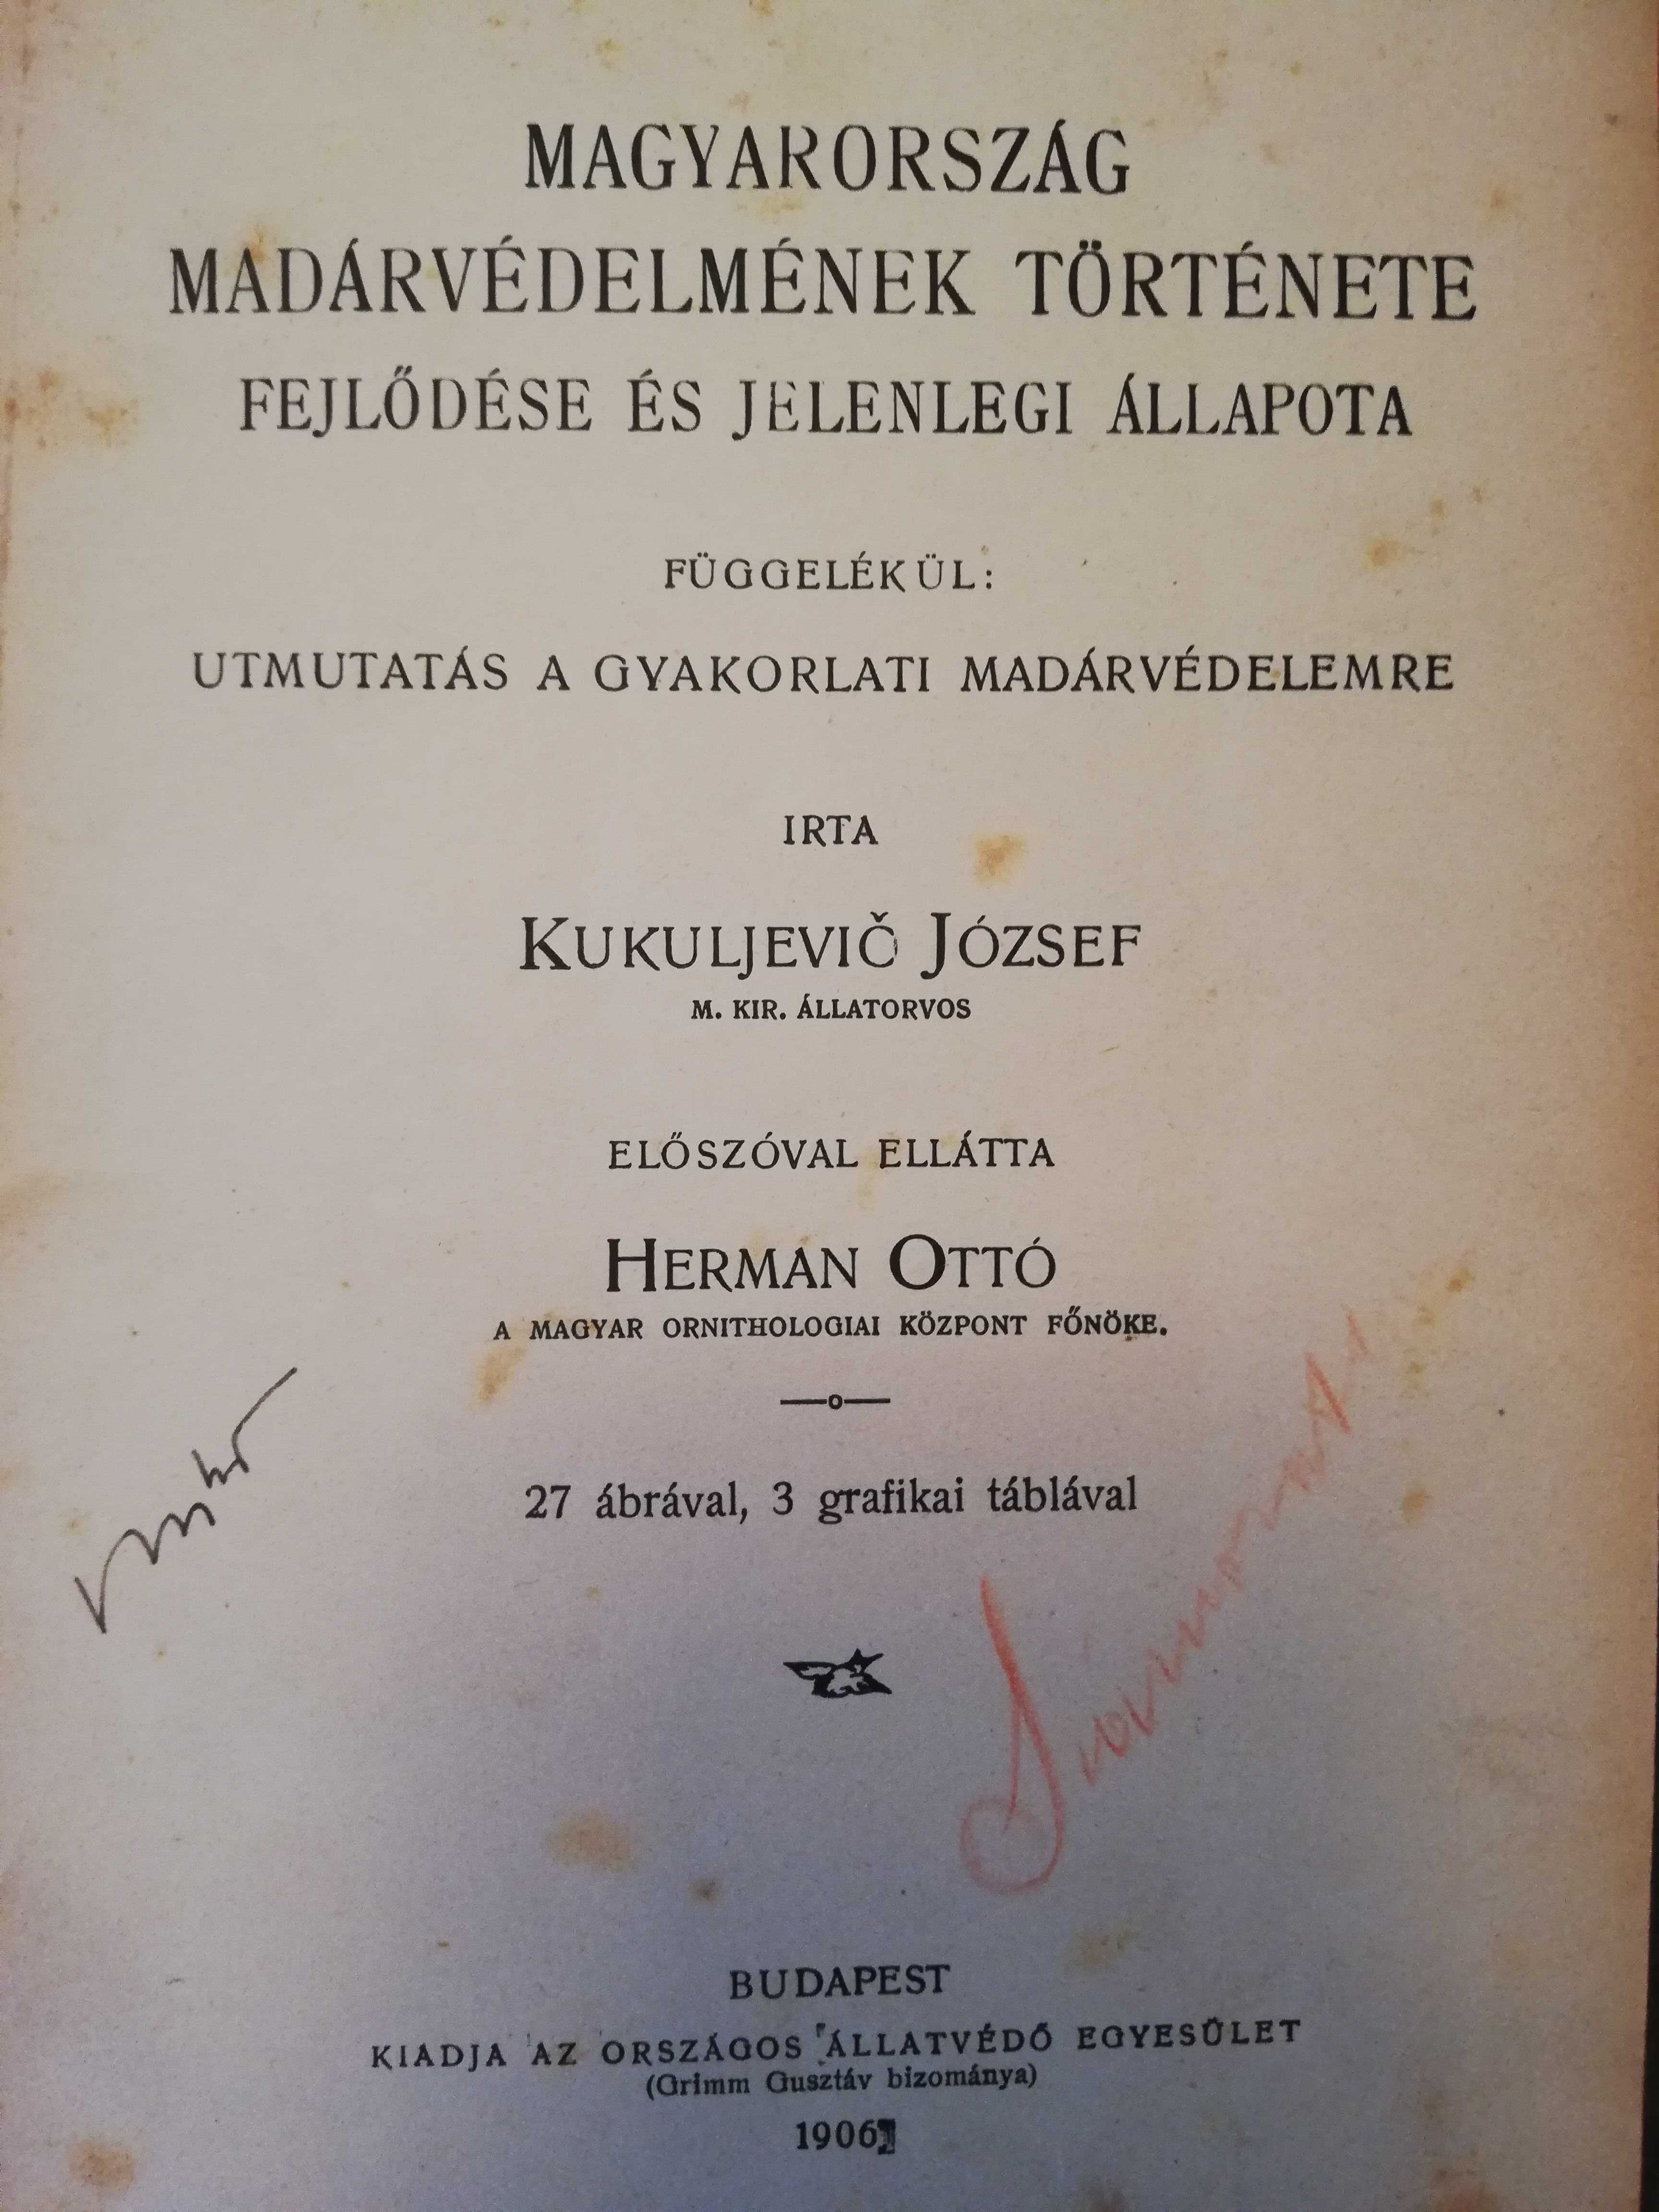 MAGYARORSZÁG
MADÁRVÉDELMÉNEK TÖRTÉNETE
FEJLŐDÉSE ÉS JELENLEGI ÁLLAPOTA
FÜGGELÉKÜL:
UTMUTATÁS A GYAKORLATI MADÁRVÉDELEMRE
IRTA
KUKULJEVIČ JÓZSEF
M. KIR. ÁLLATORVOS
ELŐSZÓVAL ELLÁTTA
HERMAN OTTÓ
A MAGYAR ORNITHOLOGIAI KÖZPONT FŐNÖKE.
27 ábrával, 3 grafikai táblával
BUDAPEST
KIADJA AZ ORSZÁGOS ÁLLATVÉDŐ EGYESÜLET
(Grimm Gusztáv bizománya)
1906